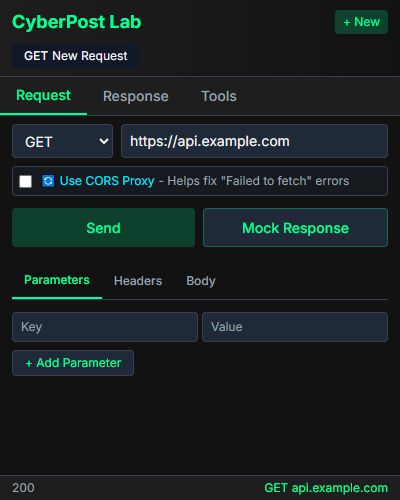 CyberPost Lab
+ New
GET New Request
Request Response Tools
GET https://api.example.com
🔄 Use CORS Proxy - Helps fix "Failed to fetch" errors
Send Mock Response
Parameters Headers Body
Key Value
+ Add Parameter
200 GET api.example.com